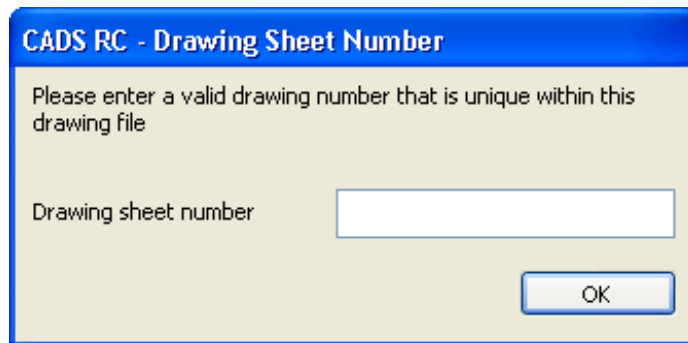 CADS RC - Drawing Sheet Number
Please enter a valid drawing number that is unique within this
drawing file
Drawing sheet number
OK